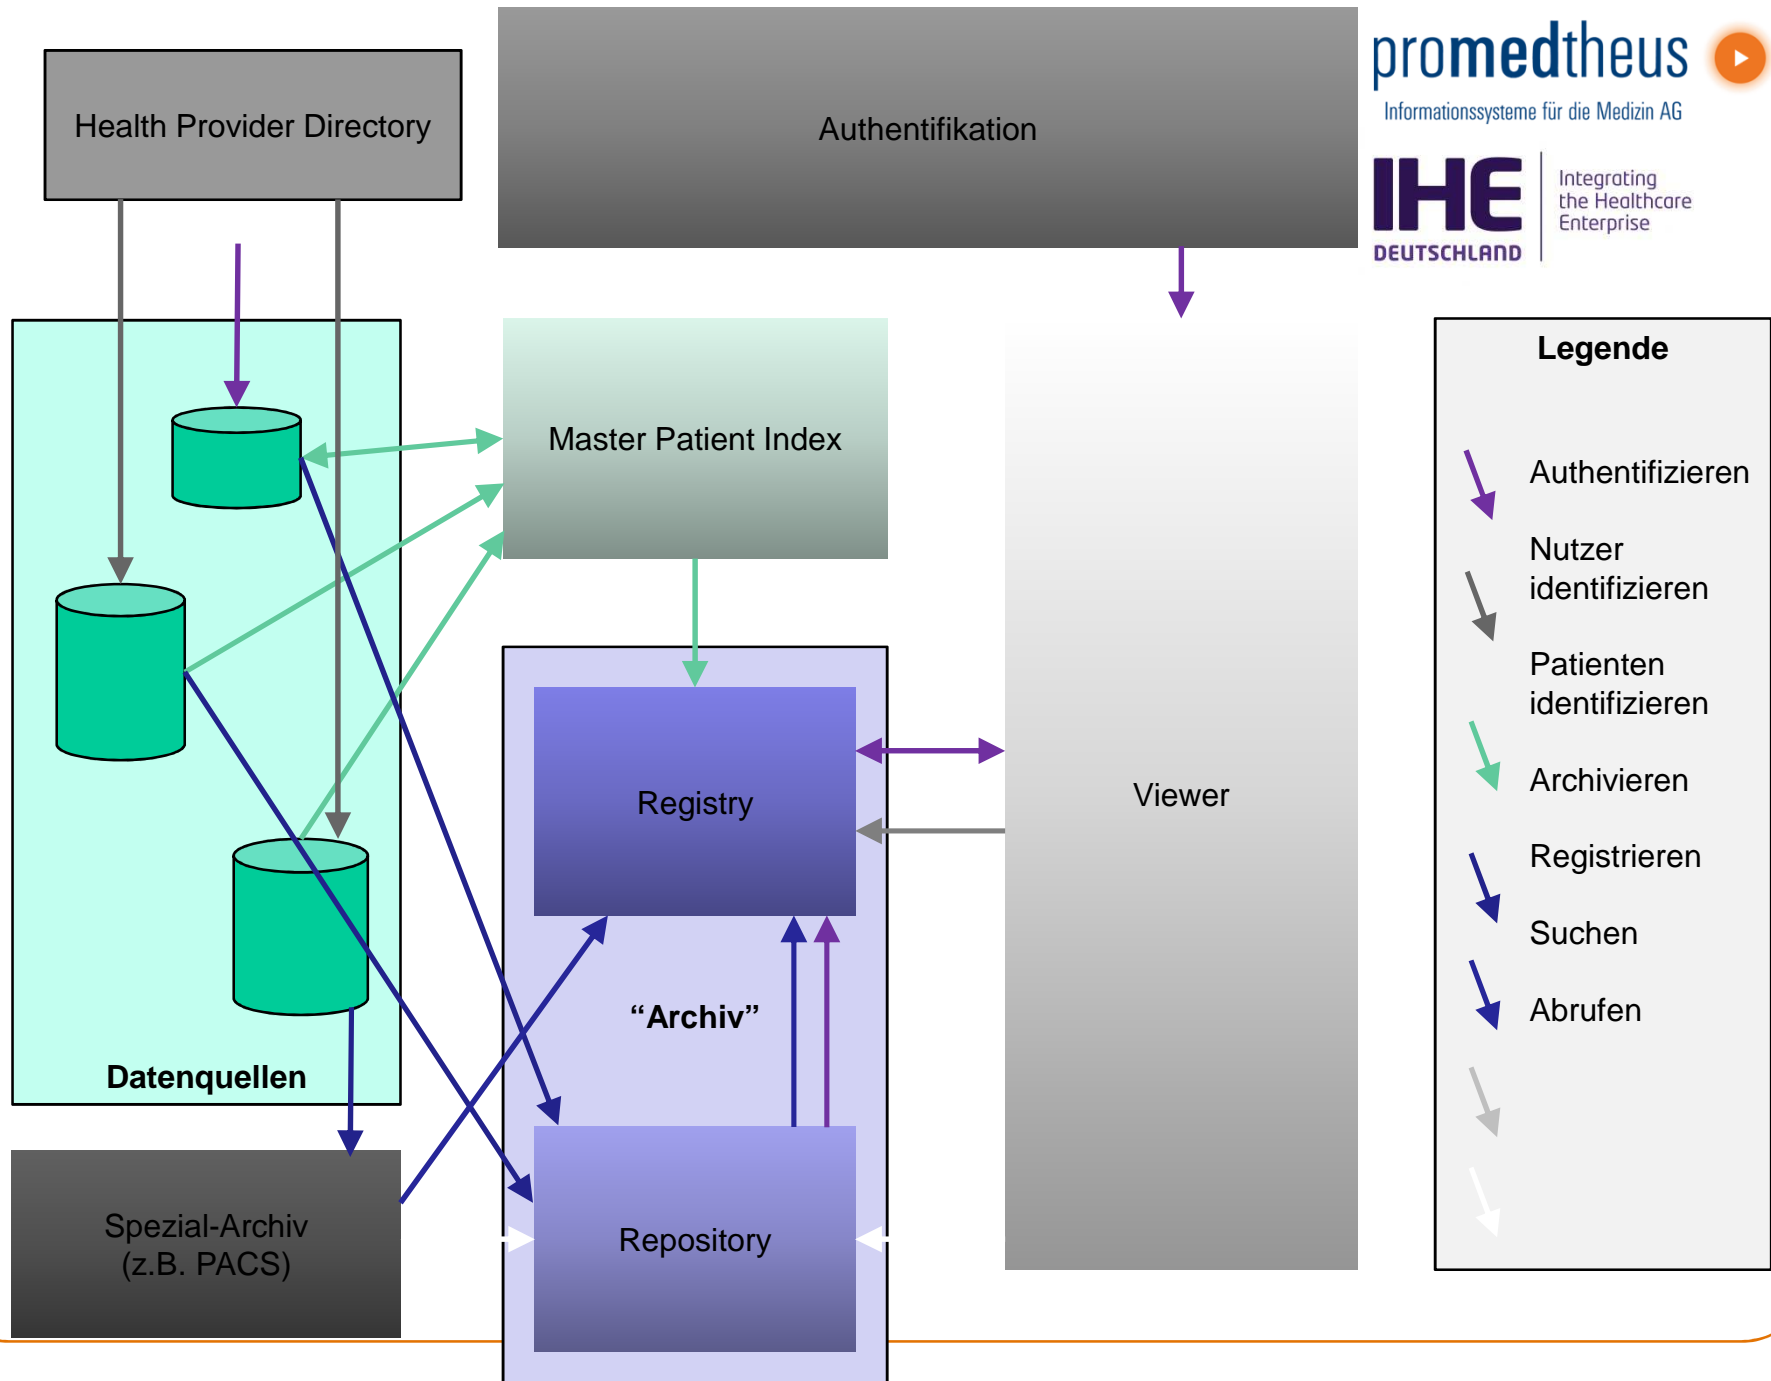 Health Provider Directory
Authentifikation
promedtheus
Informationssysteme für die Medizin AG
IHE
DEUTSCHLAND
Integrating
the Healthcare
Enterprise
Master Patient Index
Datenquellen
Spezial-Archiv
(z.B. PACS)
Registry
“Archiv”
Repository
Viewer
Legende
Authentifizieren
Nutzer
identifizieren
Patienten
identifizieren
Archivieren
Registrieren
Suchen
Abrufen